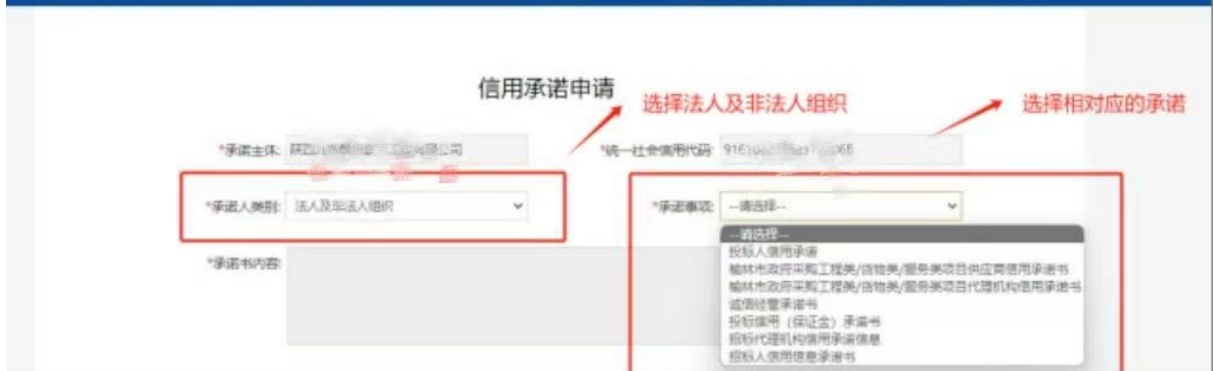 信用承诺申请
选择法人及非法人组织
选择相对应的承诺
*承诺主体:
*统一社会信用代码:
*承诺人类别: 法人及非法人组织
*承诺事项: --请选择--
--请选择--
投标人信用承诺
榆林市政府采购工程类/货物类/服务类项目供应商信用承诺书
榆林市政府采购工程类/货物类/服务类项目代理机构信用承诺书
诚信经营承诺书
投标信用（保证金）承诺书
招标代理机构信用承诺信息
招标人信用信息承诺书
*承诺书内容: